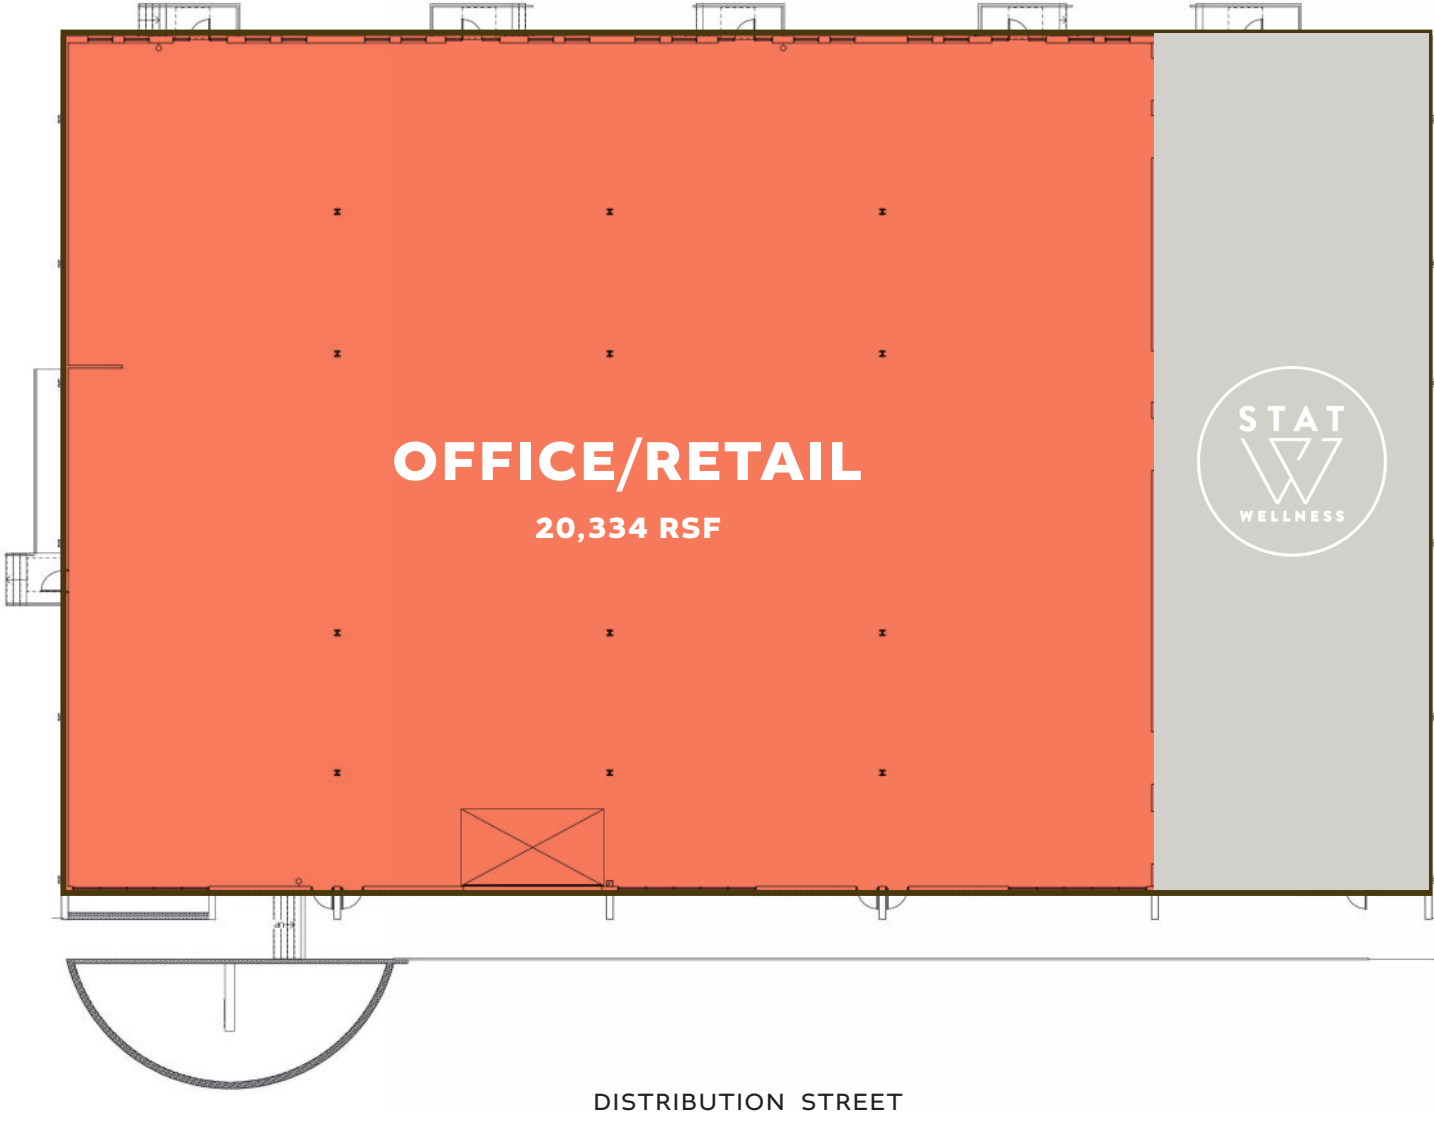 OFFICE/RETAIL
20,334 RSF
STAT
W
WELLNESS
DISTRIBUTION STREET